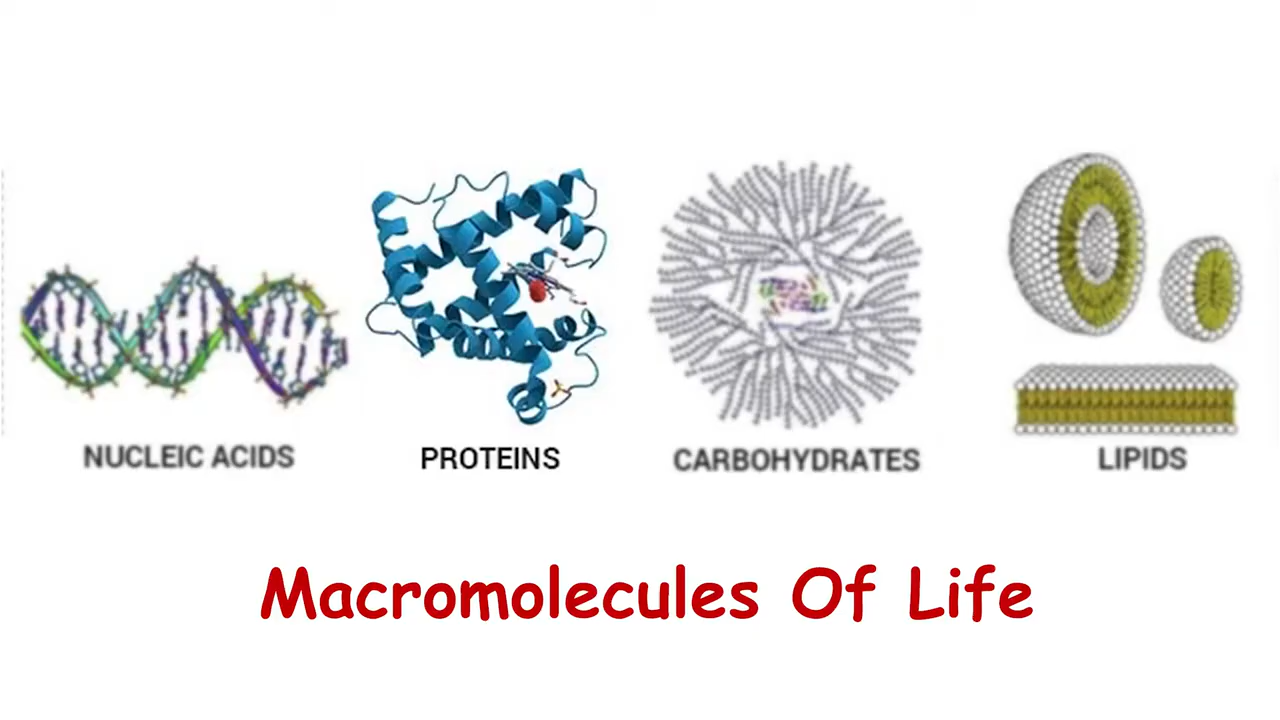 NUCLEIC ACIDS
PROTEINS
CARBOHYDRATES
LIPIDS
Macromolecules Of Life